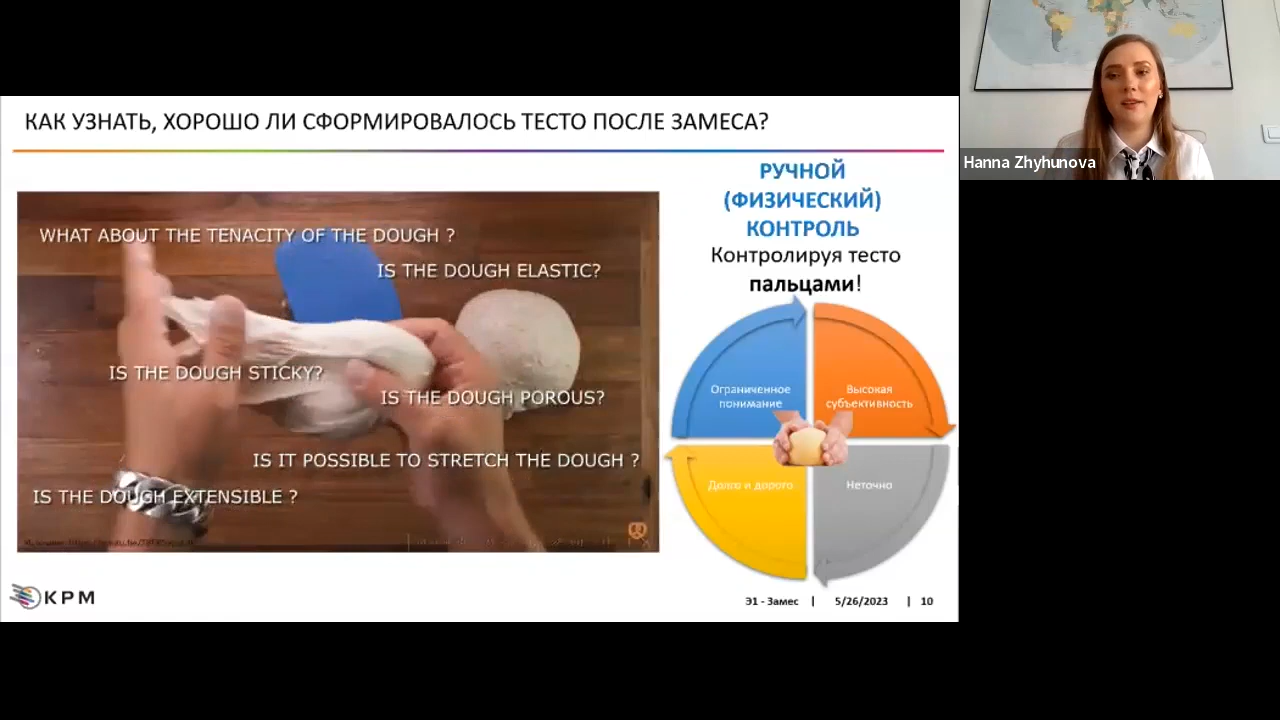 Hanna Zhyhunova
КАК УЗНАТЬ, ХОРОШО ЛИ СФОРМИРОВАЛОСЬ ТЕСТО ПОСЛЕ ЗАМЕСА?
WHAT ABOUT THE TENACITY OF THE DOUGH ?
IS THE DOUGH ELASTIC?
IS THE DOUGH STICKY?
IS THE DOUGH POROUS?
IS IT POSSIBLE TO STRETCH THE DOUGH ?
IS THE DOUGH EXTENSIBLE ?
РУЧНОЙ
(ФИЗИЧЕСКИЙ)
КОНТРОЛЬ
Контролируя тесто
пальцами!
Ограниченное
понимание
Высокая
субъективность
Долго и дорого
Неточно
KPM
Э1 - Замес | 5/26/2023 | 10